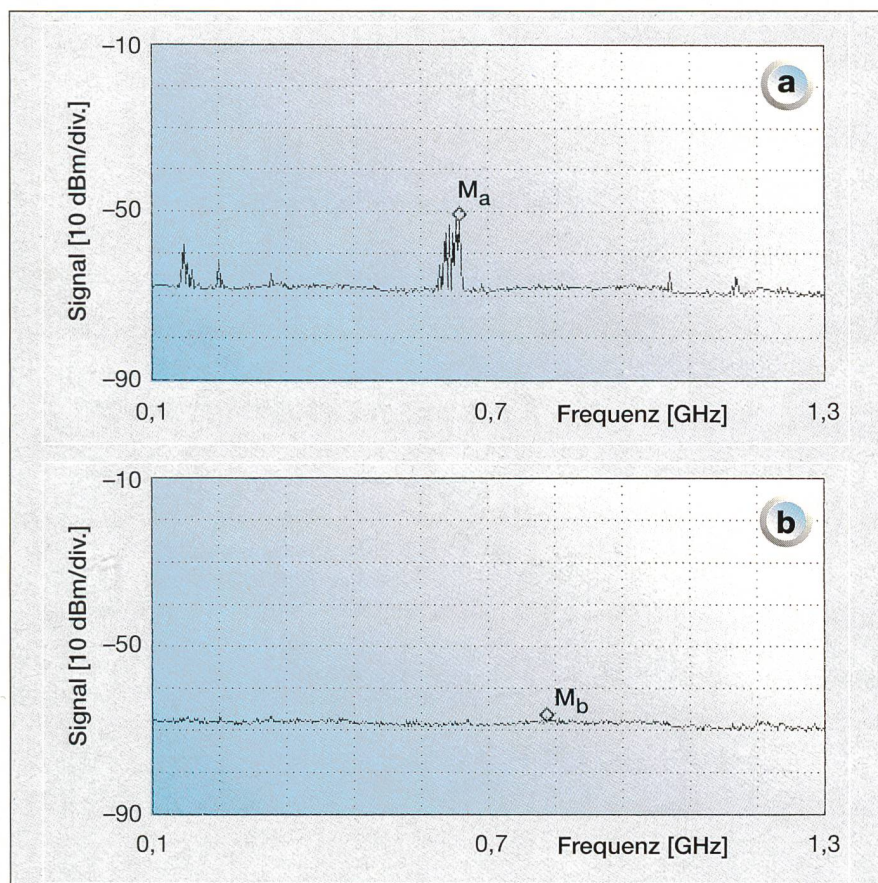 –10
a
Signal [10 dBm/div.]
Ma
–50
–90
0,1
0,7
Frequenz [GHz]
1,3
–10
b
Signal [10 dBm/div.]
–50
Mb
–90
0,1
0,7
Frequenz [GHz]
1,3